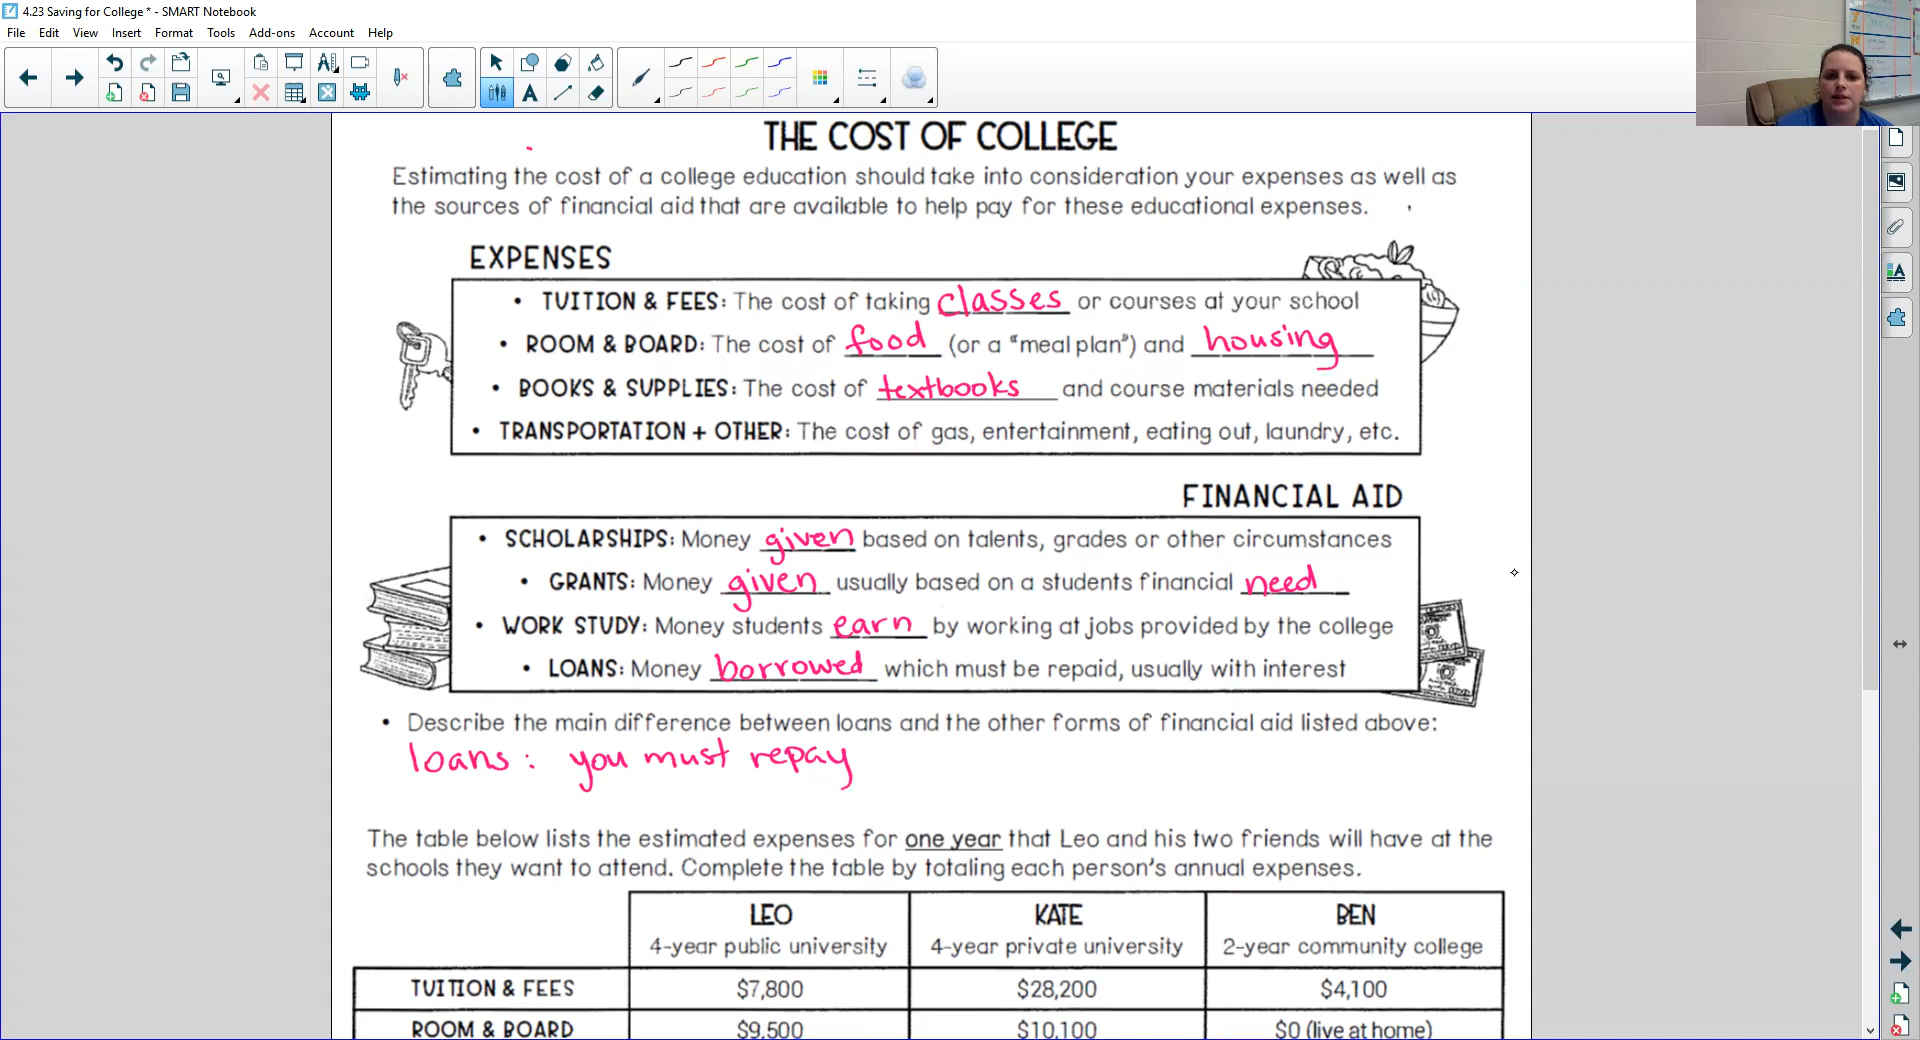 4.23 Saving for College * - SMART Notebook
File Edit View Insert Format Tools Add-ons Account Help
THE COST OF COLLEGE
Estimating the cost of a college education should take into consideration your expenses as well as
the sources of financial aid that are available to help pay for these educational expenses.
EXPENSES
• TUITION & FEES: The cost of taking classes or courses at your school
• ROOM & BOARD: The cost of food (or a "meal plan") and housing
• BOOKS & SUPPLIES: The cost of textbooks and course materials needed
• TRANSPORTATION + OTHER: The cost of gas, entertainment, eating out, laundry, etc.
FINANCIAL AID
• SCHOLARSHIPS: Money given based on talents, grades or other circumstances
• GRANTS: Money given usually based on a students financial need
• WORK STUDY: Money students earn by working at jobs provided by the college
• LOANS: Money borrowed which must be repaid, usually with interest
• Describe the main difference between loans and the other forms of financial aid listed above:
loans: you must repay
The table below lists the estimated expenses for one year that Leo and his two friends will have at the
schools they want to attend. Complete the table by totaling each person's annual expenses.
LEO KATE BEN
4-year public university 4-year private university 2-year community college
TUITION & FEES $7,800 $28,200 $4,100
ROOM & BOARD $9,500 $10,100 $0 (live at home)